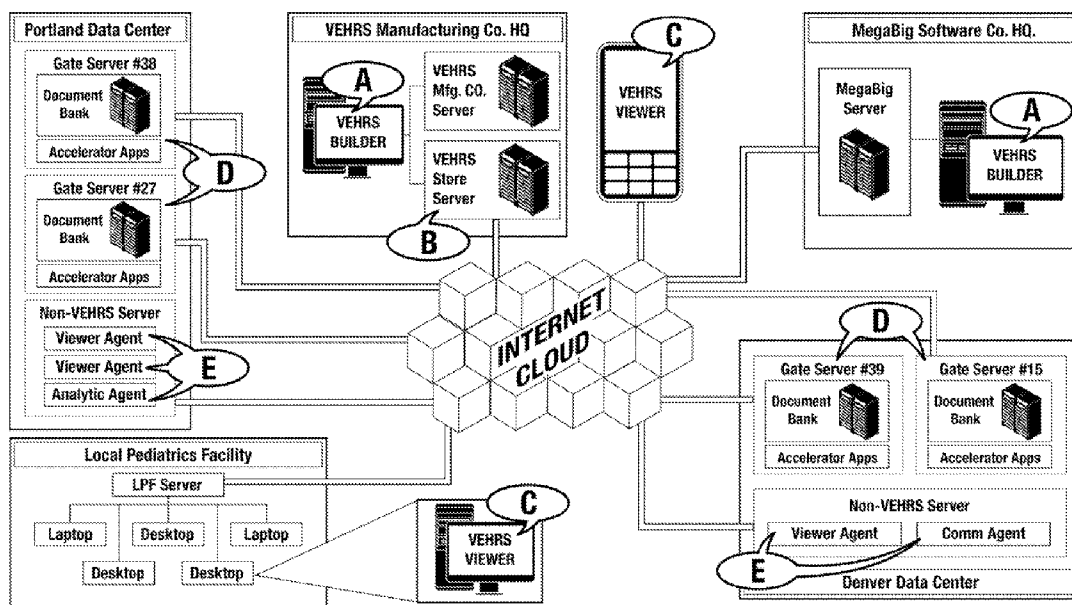 Portland Data Center
Gate Server #38
Document
Bank
Accelerator Apps
D
Gate Server #27
Document
Bank
Accelerator Apps
Non-VEHRS Server
Viewer Agent
Viewer Agent
Analytic Agent
E
VEHRS Manufacturing Co. HQ
A
VEHRS
BUILDER
VEHRS
Mfg. CO.
Server
VEHRS
Store
Server
B
C
VEHRS
VIEWER
MegaBig Software Co. HQ.
MegaBig
Server
A
VEHRS
BUILDER
INTERNET
CLOUD
D
Gate Server #39
Document
Bank
Accelerator Apps
Gate Server #15
Document
Bank
Accelerator Apps
Non-VEHRS Server
Viewer Agent
Comm Agent
E
Denver Data Center
Local Pediatrics Facility
LPF Server
Laptop
Desktop
Laptop
Desktop
Desktop
C
VEHRS
VIEWER